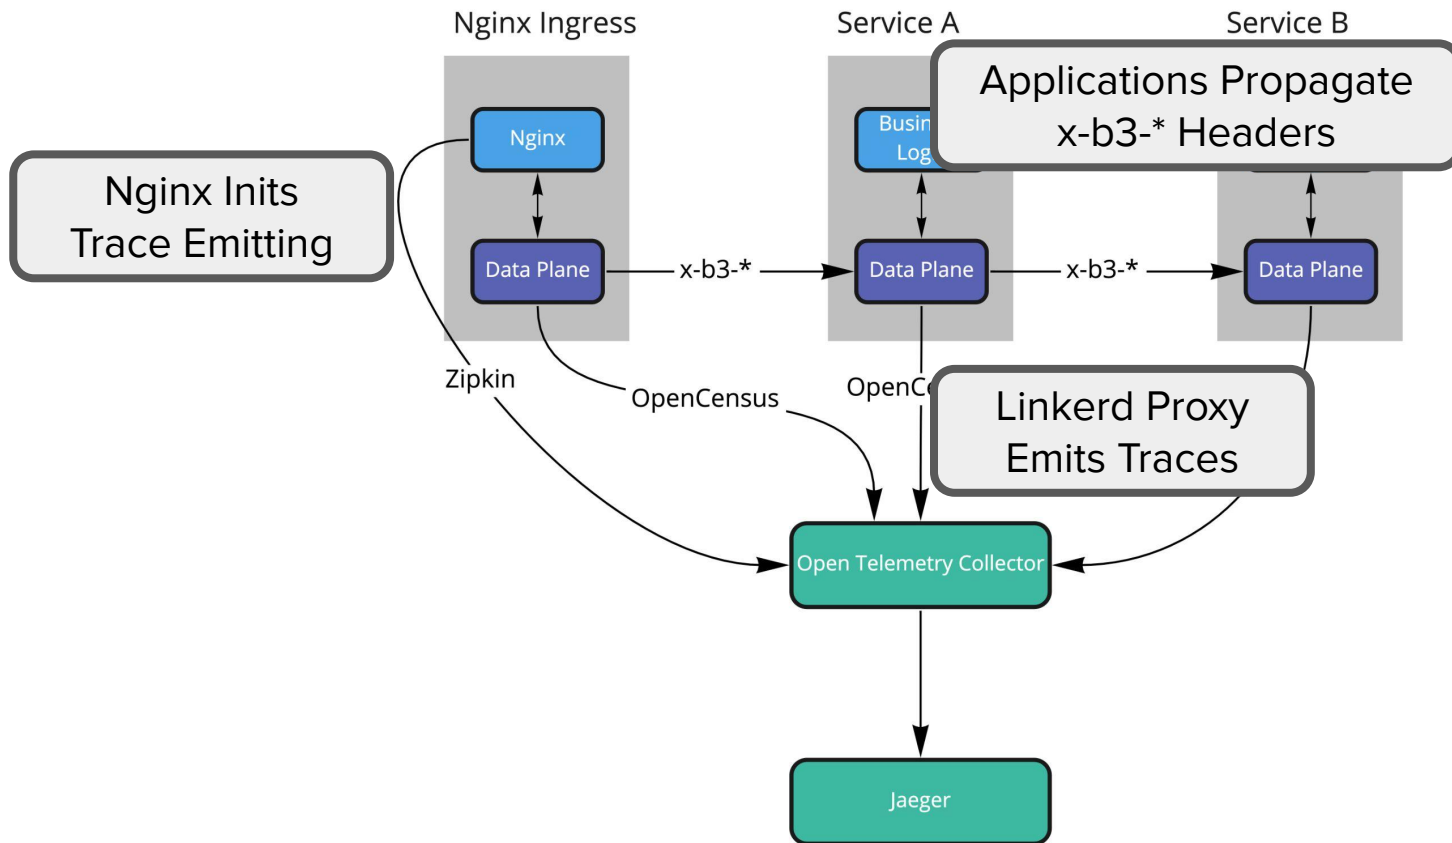 Nginx Ingress
Service A
Service B
Applications Propagate
x-b3-* Headers
Nginx
Nginx Inits
Trace Emitting
Data Plane
x-b3-*
Data Plane
x-b3-*
Data Plane
Zipkin
OpenCensus
Linkerd Proxy
Emits Traces
Open Telemetry Collector
Jaeger